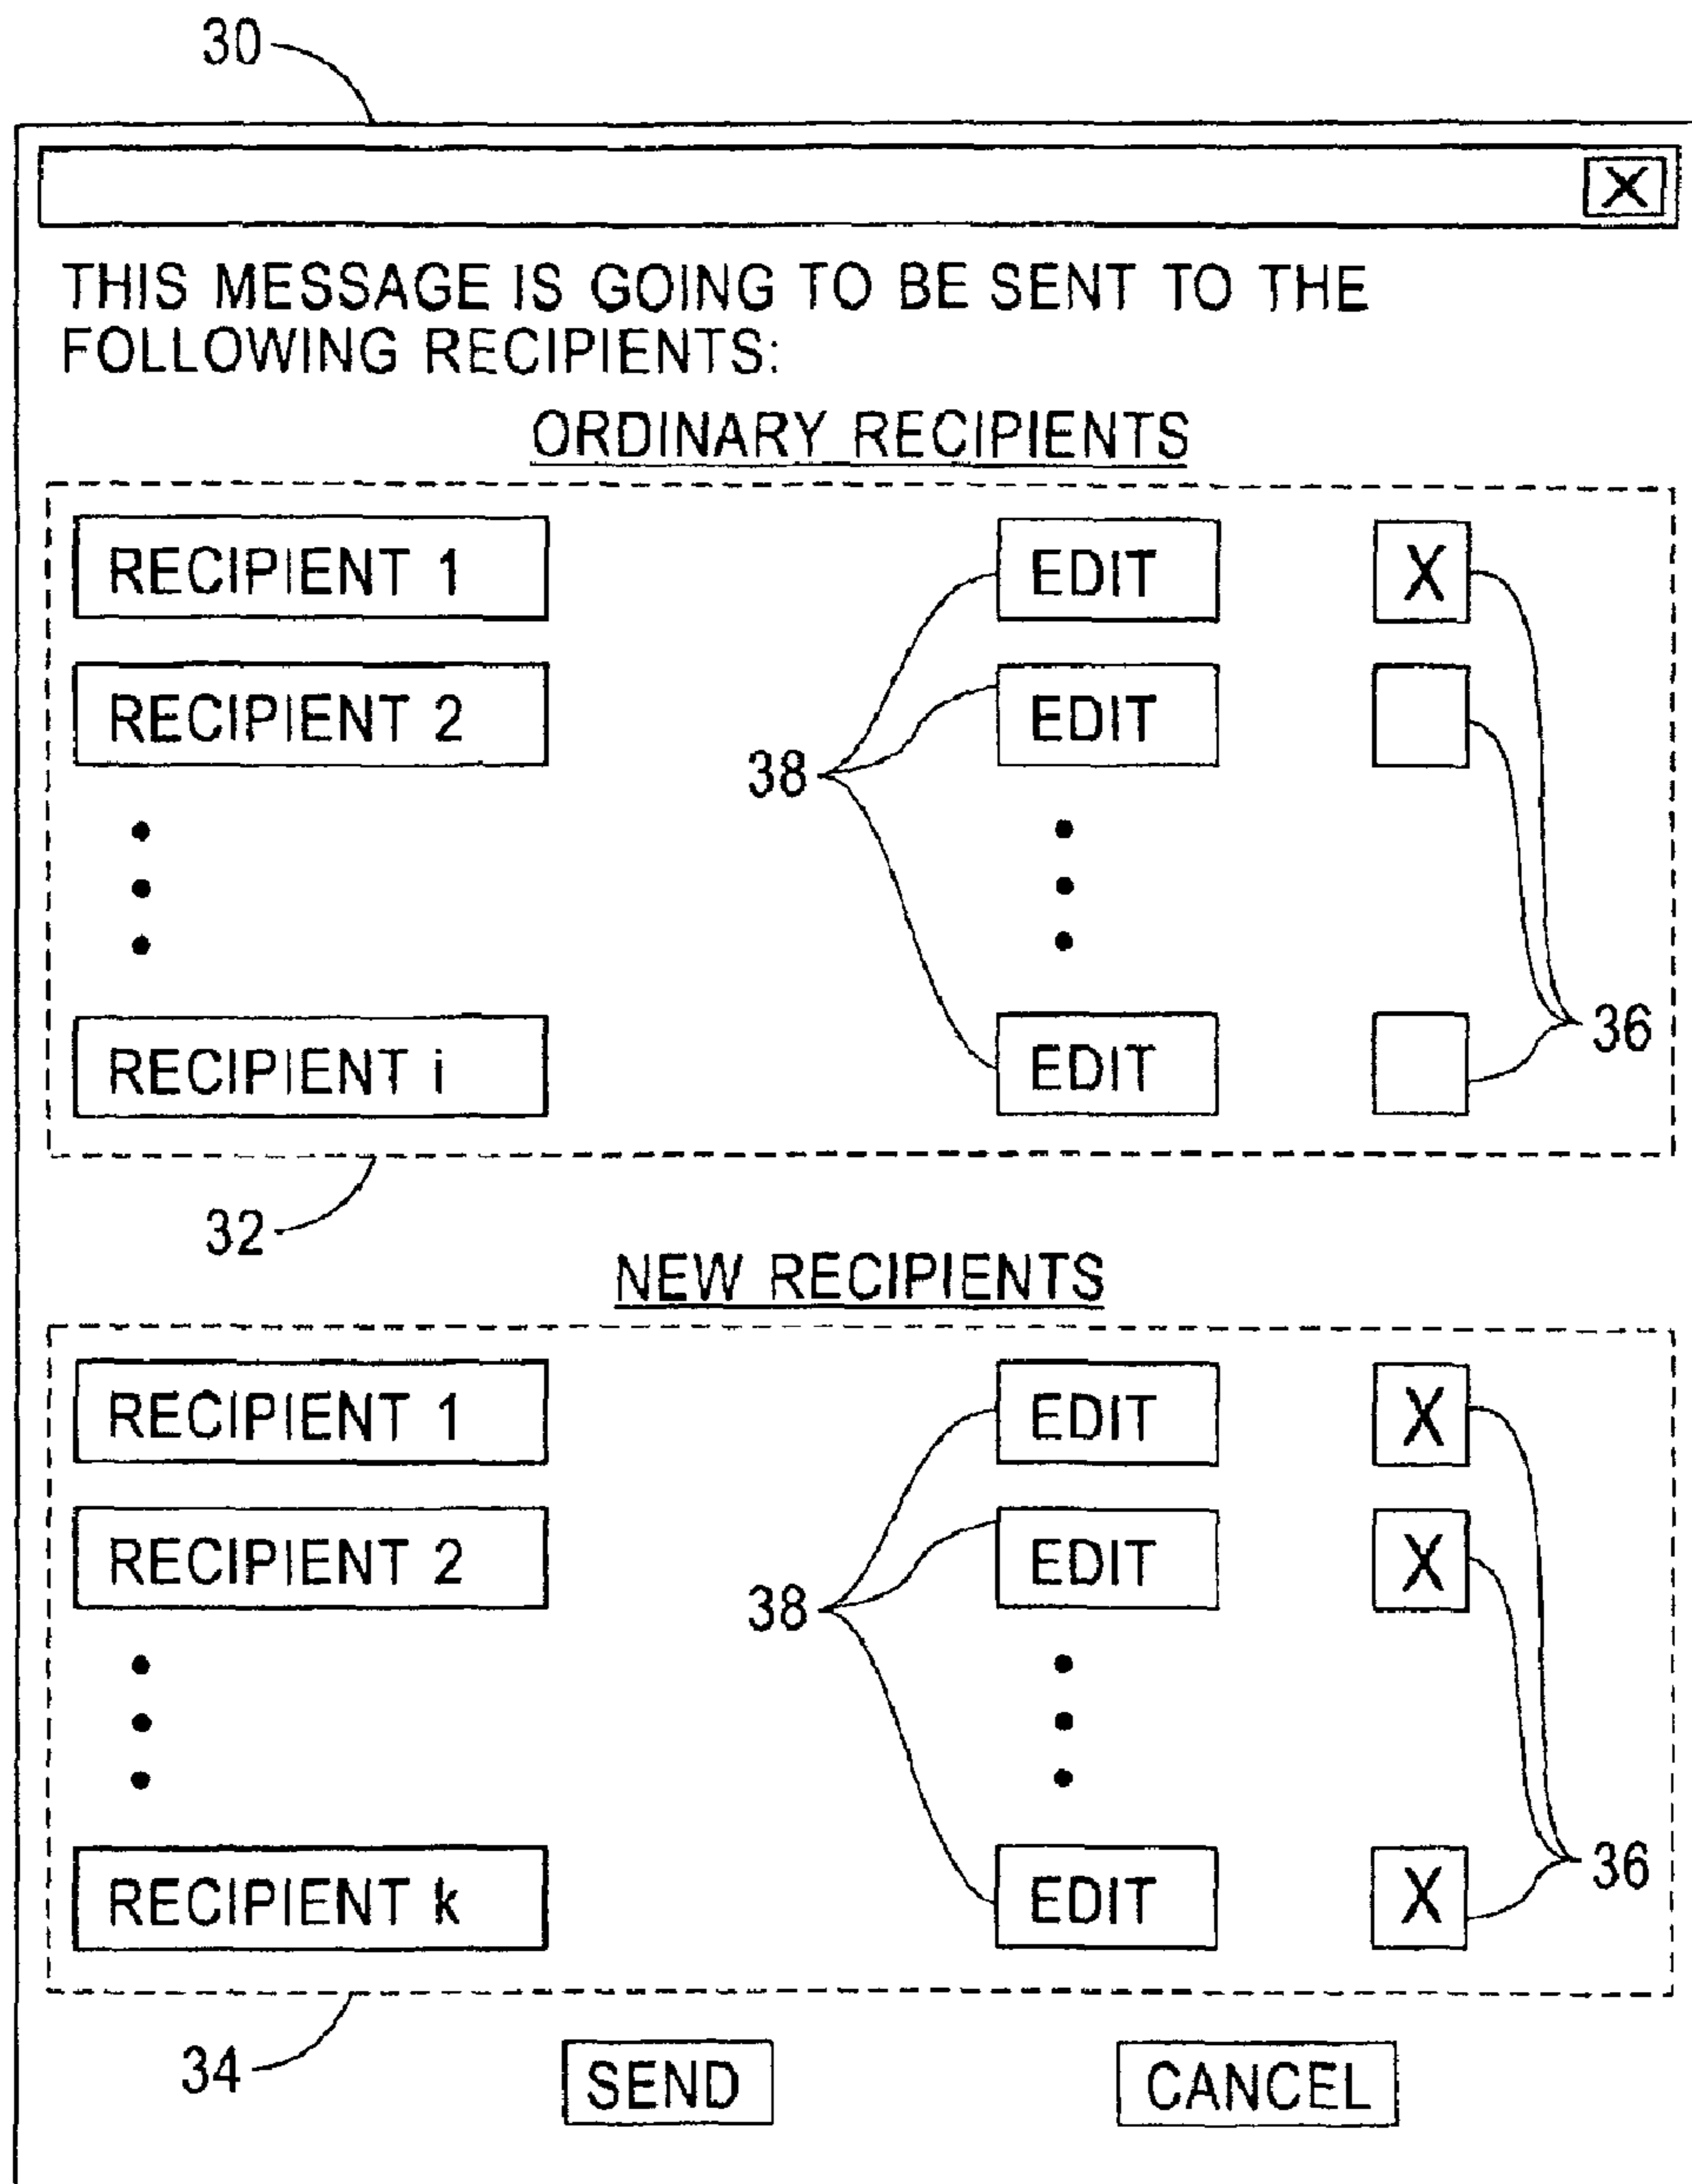 30
X
THIS MESSAGE IS GOING TO BE SENT TO THE
FOLLOWING RECIPIENTS:
ORDINARY RECIPIENTS
RECIPIENT 1 EDIT X
RECIPIENT 2 EDIT
38
RECIPIENT i EDIT
36
32
NEW RECIPIENTS
RECIPIENT 1 EDIT X
RECIPIENT 2 EDIT X
38
RECIPIENT k EDIT X
36
34
SEND CANCEL